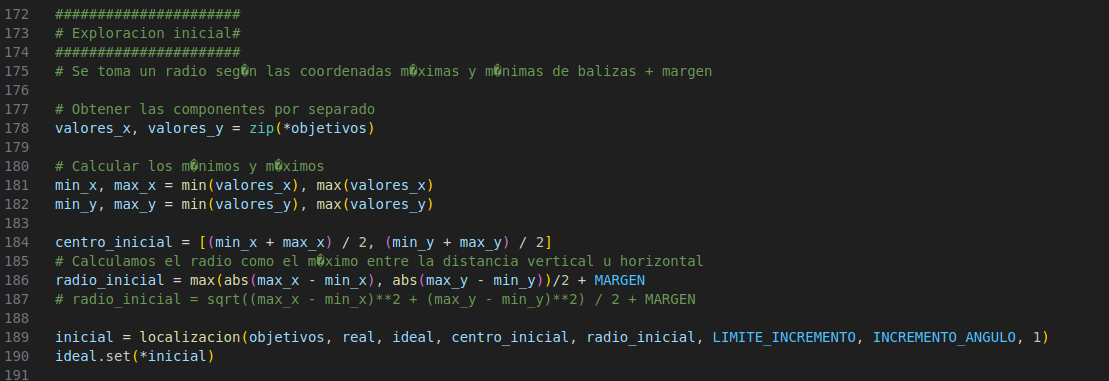 172 ######################
173 # Exploracion inicial#
174 ######################
175 # Se toma un radio seg�n las coordenadas m�ximas y m�nimas de balizas + margen
176
177 # Obtener las componentes por separado
178 valores_x, valores_y = zip(*objetivos)
179
180 # Calcular los m�nimos y m�ximos
181 min_x, max_x = min(valores_x), max(valores_x)
182 min_y, max_y = min(valores_y), max(valores_y)
183
184 centro_inicial = [(min_x + max_x) / 2, (min_y + max_y) / 2]
185 # Calculamos el radio como el m�ximo entre la distancia vertical u horizontal
186 radio_inicial = max(abs(max_x - min_x), abs(max_y - min_y))/2 + MARGEN
187 # radio_inicial = sqrt((max_x - min_x)**2 + (max_y - min_y)**2) / 2 + MARGEN
188
189 inicial = localizacion(objetivos, real, ideal, centro_inicial, radio_inicial, LIMITE_INCREMENTO, INCREMENTO_ANGULO, 1)
190 ideal.set(*inicial)
191